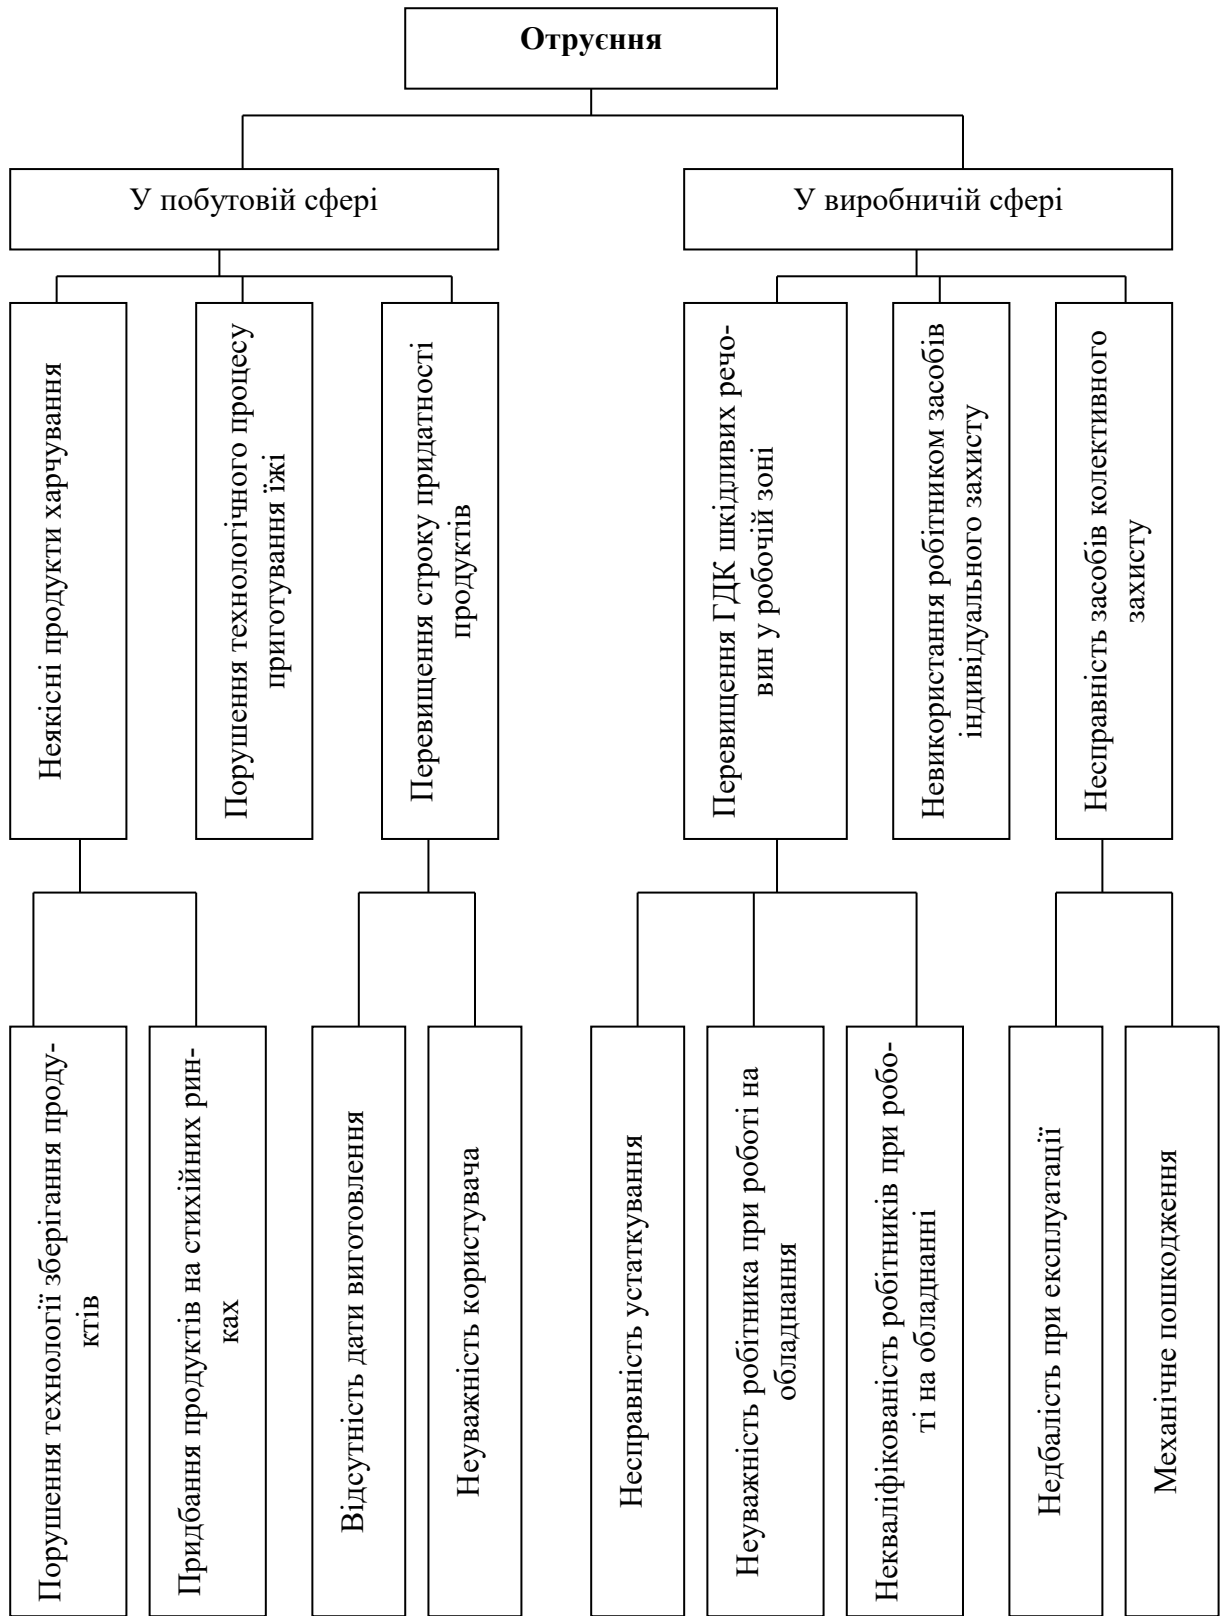 Отруєння
У побутовій сфері
У виробничій сфері
Неякісні продукти харчування
Порушення технологічного процесу
приготування їжі
Перевищення строку придатності
продуктів
Перевищення ГДК шкідливих речо-
вин у робочій зоні
Невикористання робітником засобів
індивідуального захисту
Несправність засобів колективного
захисту
Порушення технології зберігання проду-
ктів
Придбання продуктів на стихійних рин-
ках
Відсутність дати виготовлення
Неуважність користувача
Несправність устаткування
Неуважність робітника при роботі на
обладнання
Некваліфікованість робітників при робо-
ті на обладнанні
Недбалість при експлуатації
Механічне пошкодження